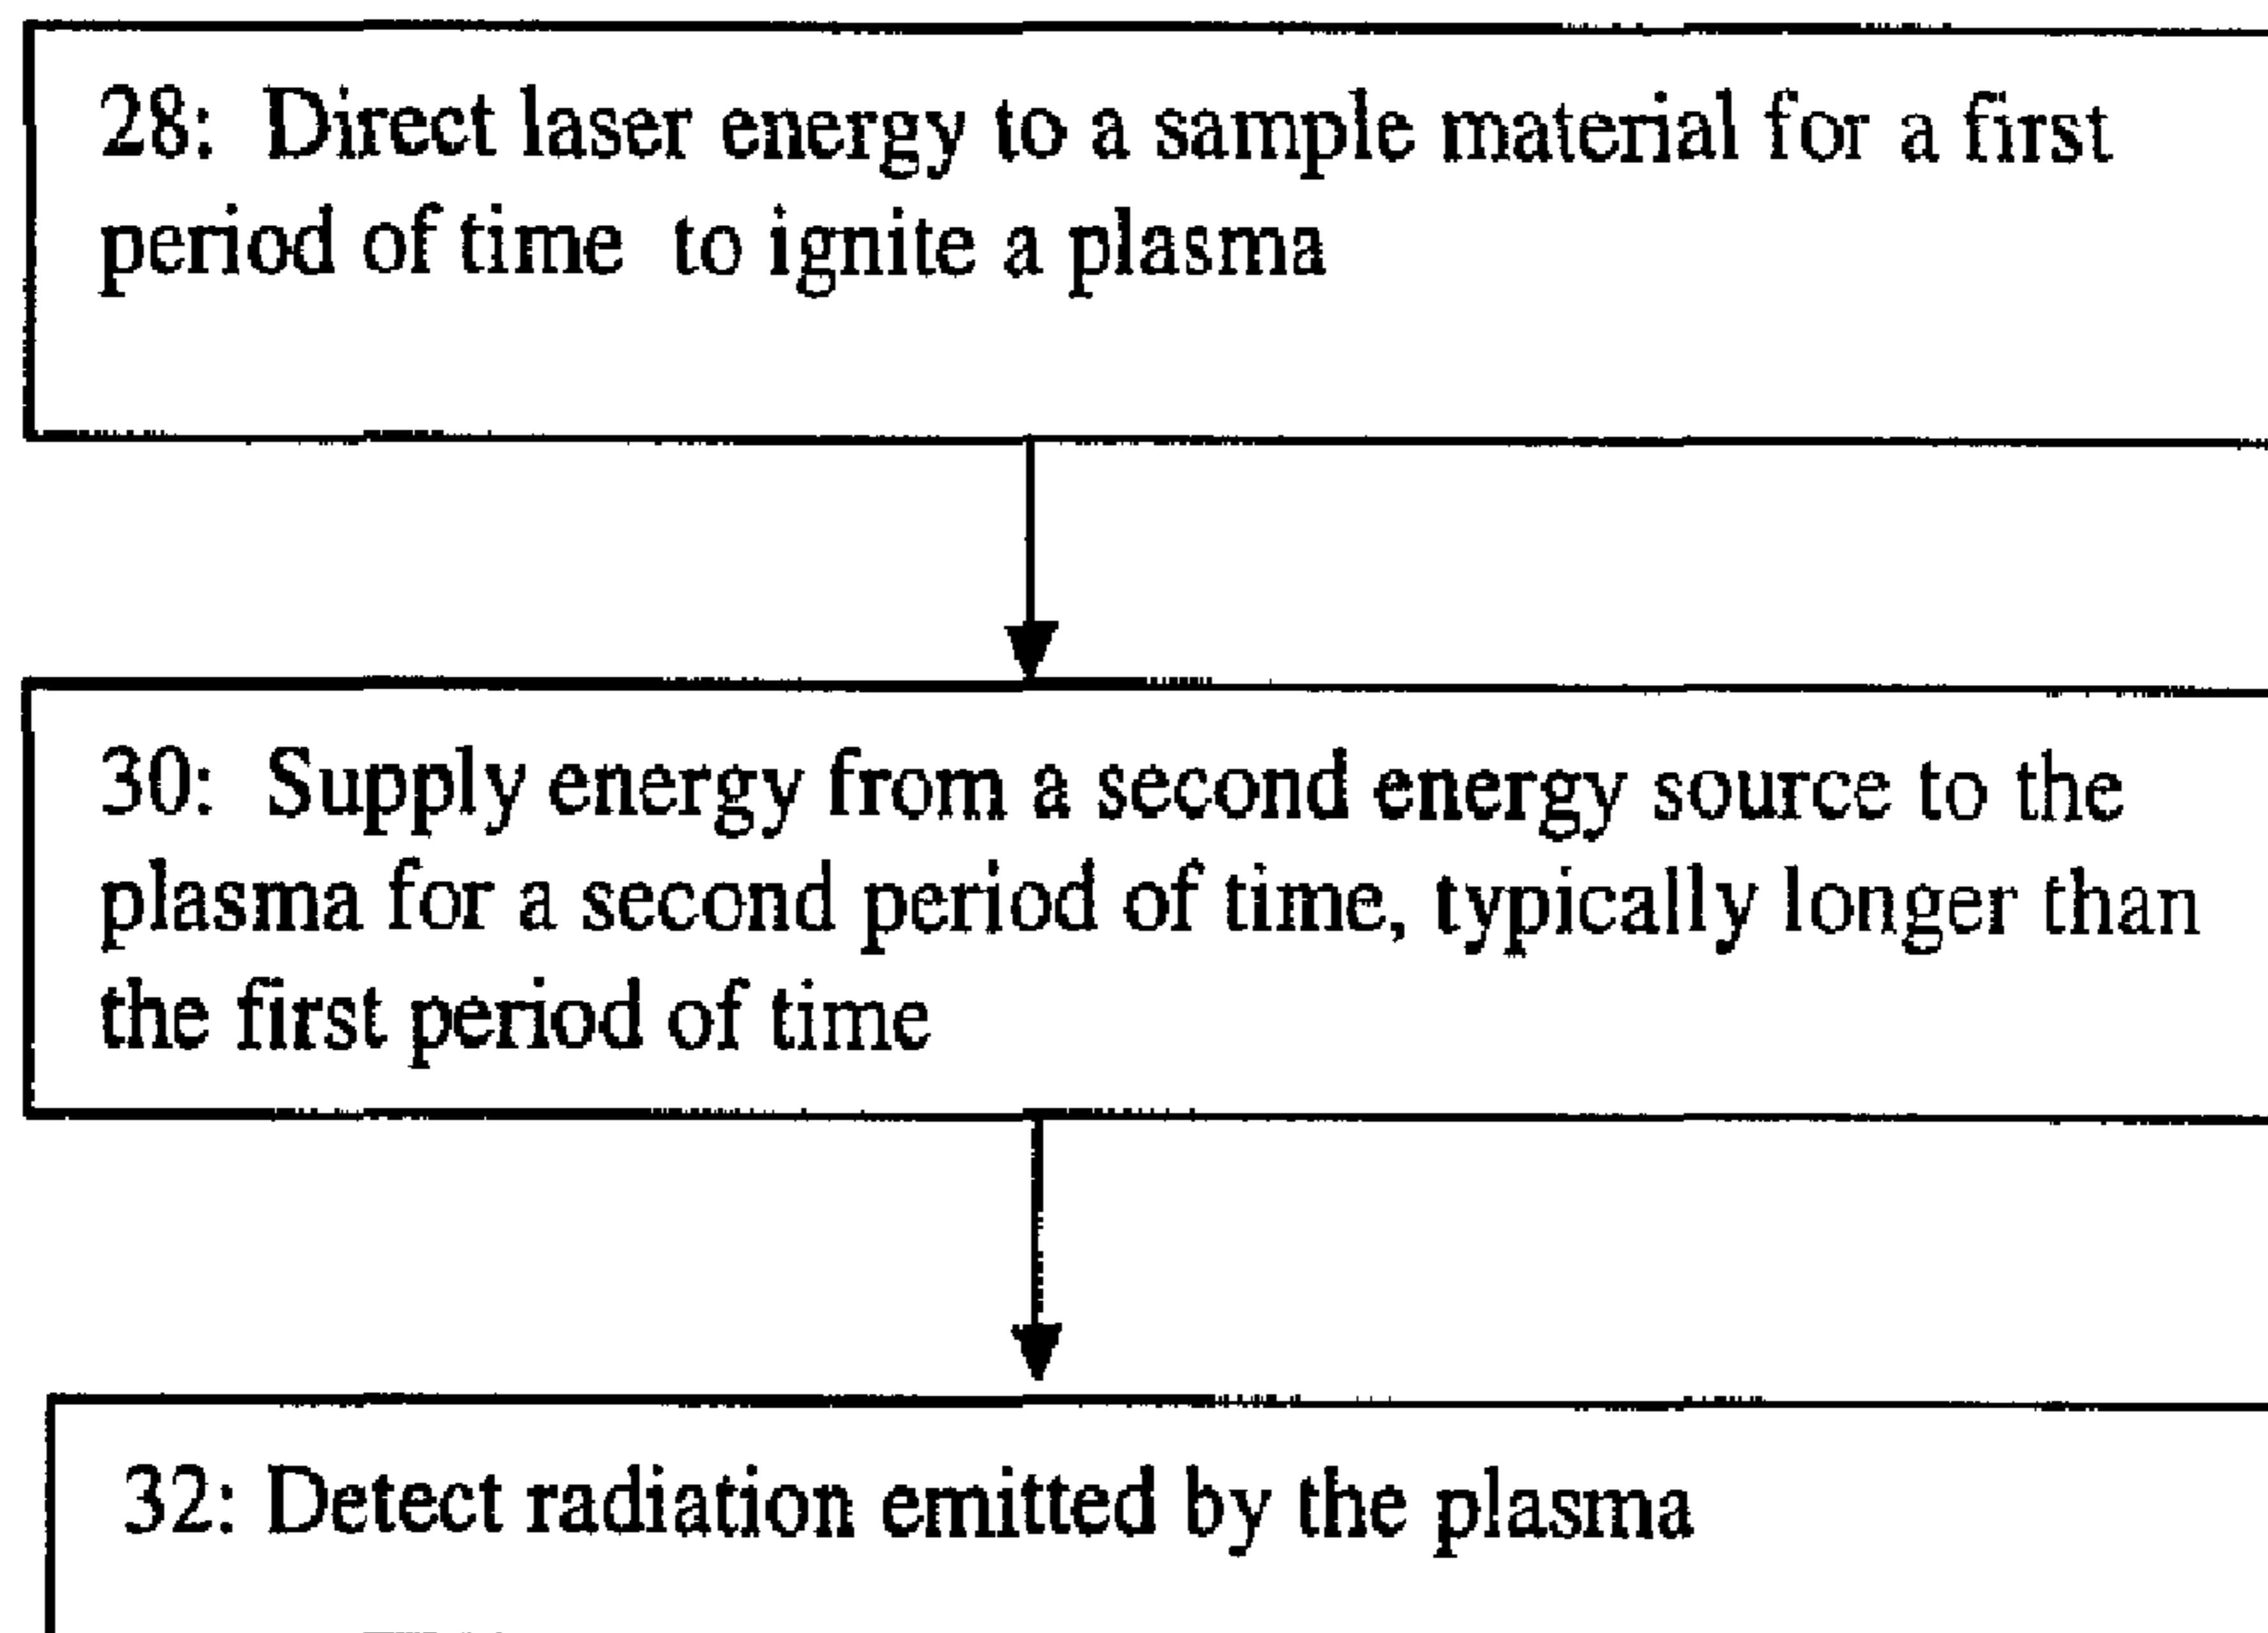 28: Direct laser energy to a sample material for a first
period of time to ignite a plasma
30: Supply energy from a second energy source to the
plasma for a second period of time, typically longer than
the first period of time
32: Detect radiation emitted by the plasma